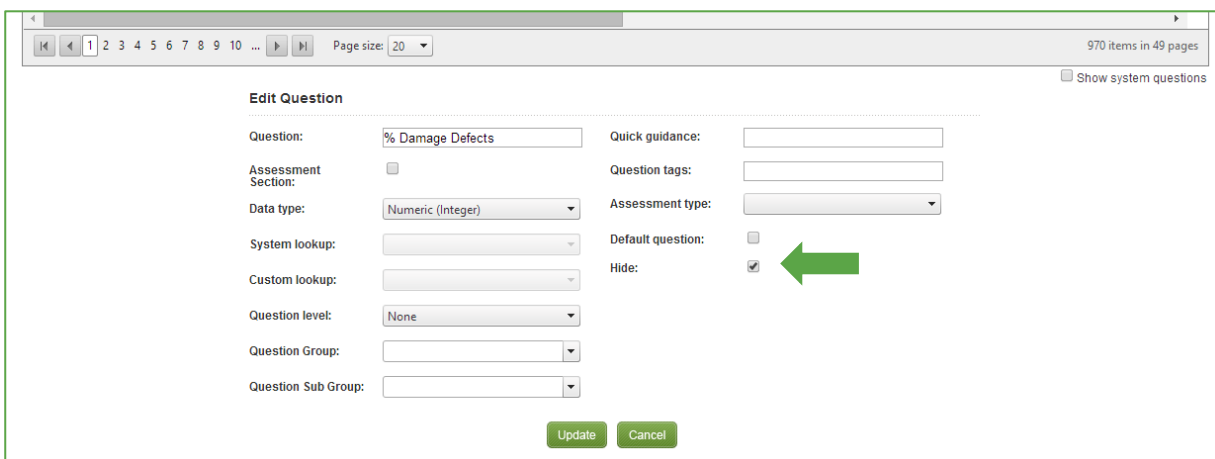 1 2 3 4 5 6 7 8 9 10 ... Page size: 20 970 items in 49 pages
Show system questions
Edit Question
Question: % Damage Defects Quick guidance:
Assessment Section: Question tags:
Data type: Numeric (Integer) Assessment type:
System lookup: Default question:
Custom lookup: Hide:
Question level: None
Question Group:
Question Sub Group:
Update Cancel